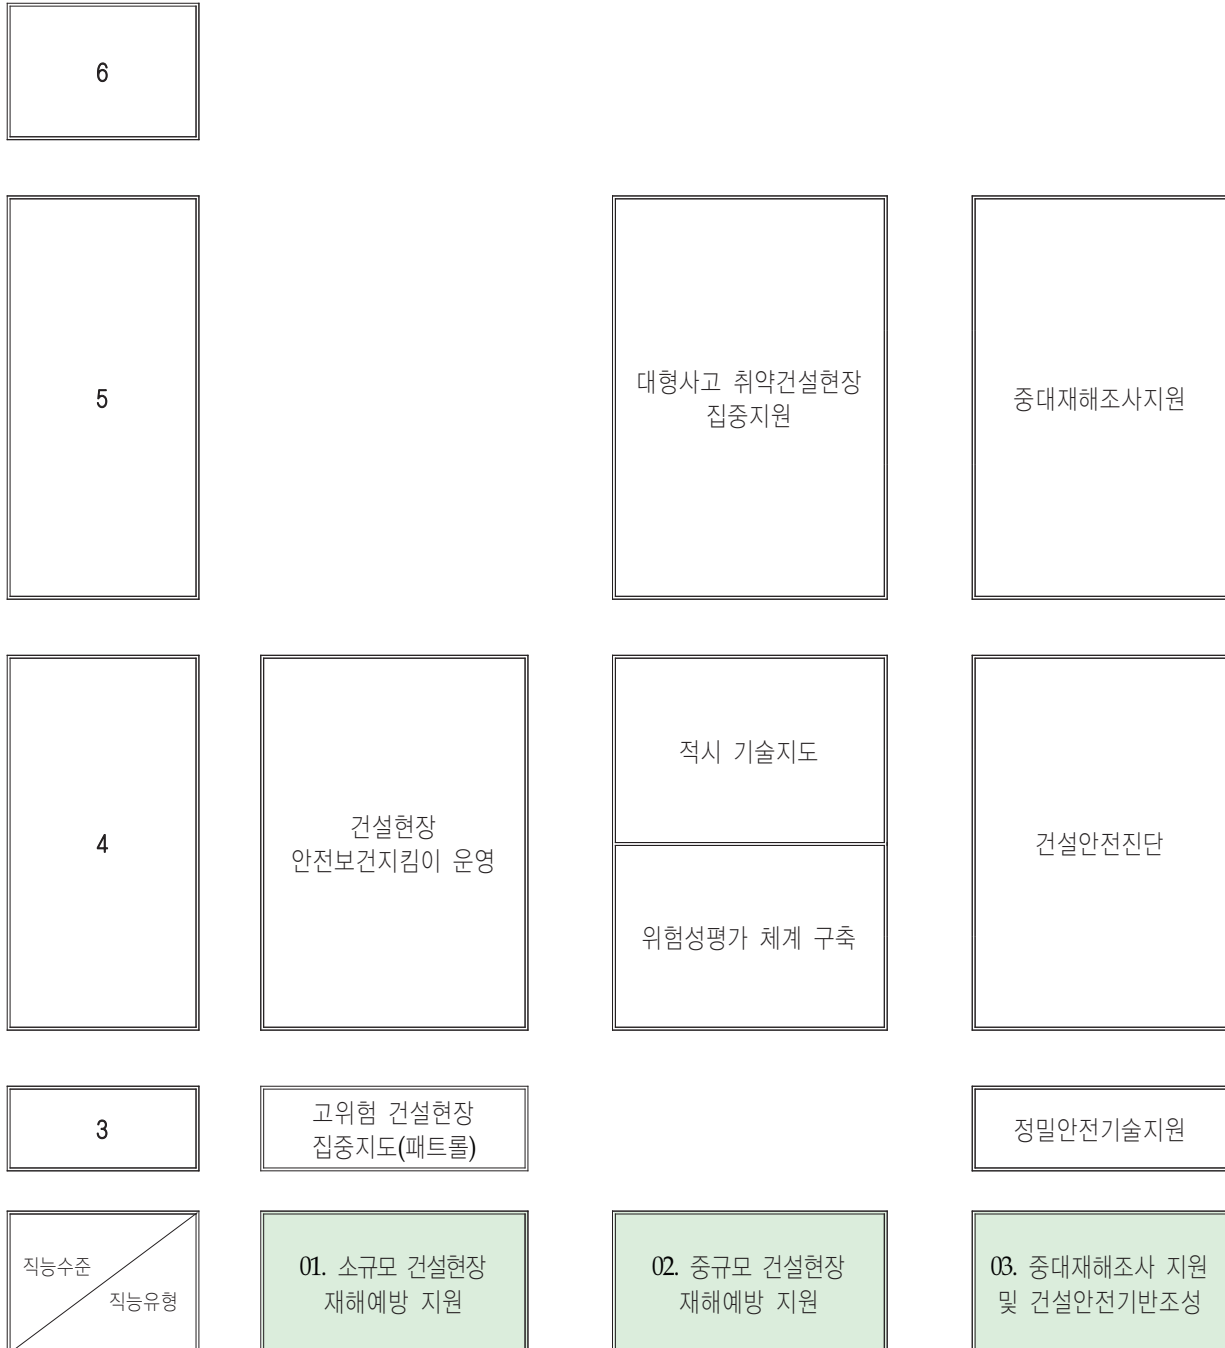 6
5
대형사고 취약건설현장
집중지원
중대재해조사지원
4
건설현장
안전보건지킴이 운영
적시 기술지도
위험성평가 체계 구축
건설안전진단
3
고위험 건설현장
집중지도(패트롤)
정밀안전기술지원
직능수준
직능유형
01. 소규모 건설현장
재해예방 지원
02. 중규모 건설현장
재해예방 지원
03. 중대재해조사 지원
및 건설안전기반조성